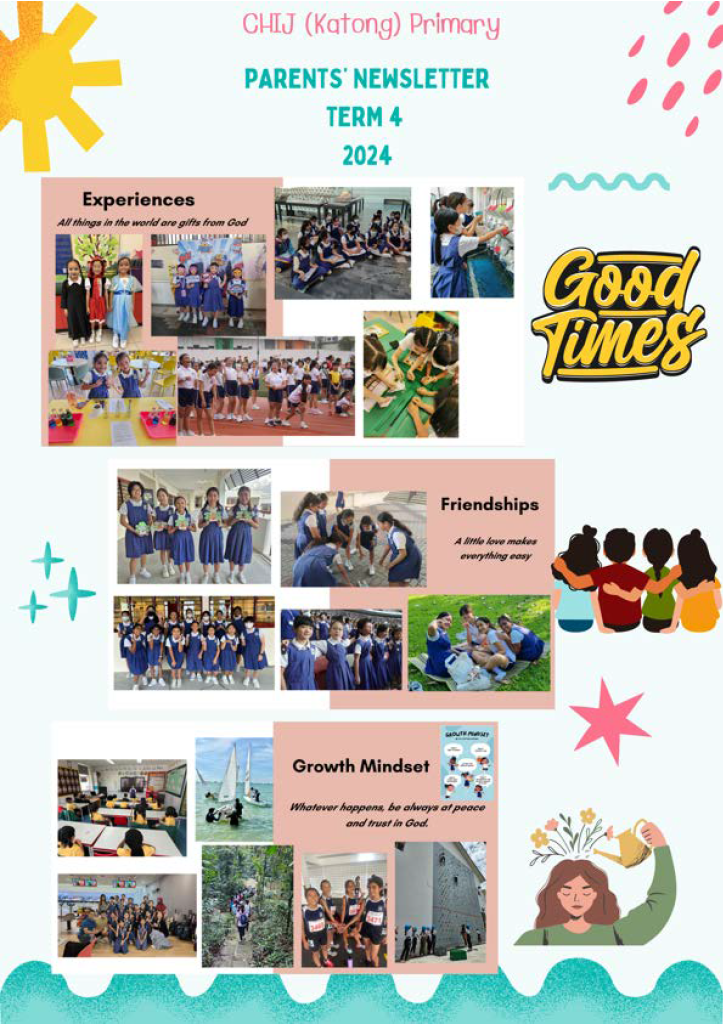 CHIJ (Katong) Primary
PARENTS' NEWSLETTER
TERM 4
2024
Experiences
All things in the world are gifts from God
Good
Times
Friendships
A little love makes
everything easy
GROWTH MINDSET
Growth Mindset
Whatever happens, be always at peace
and trust in God.